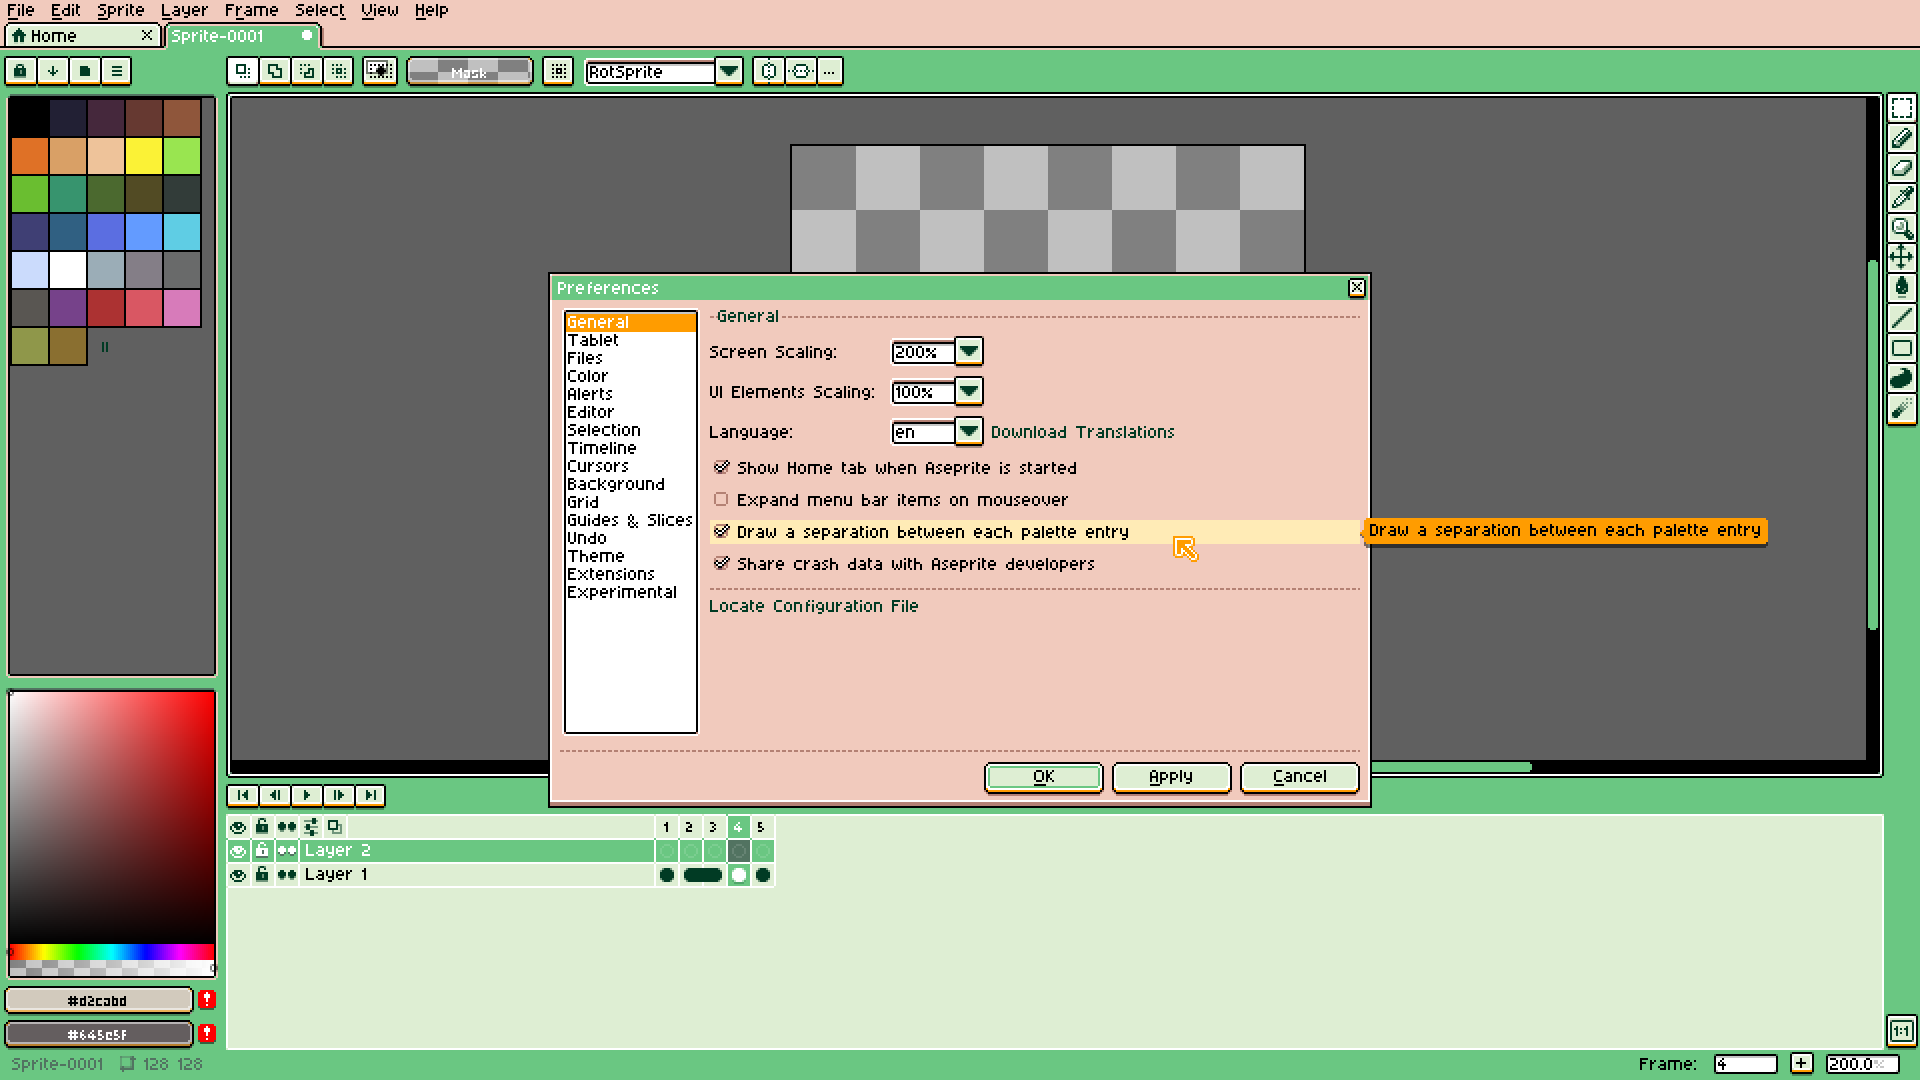 File Edit Sprite Layer Frame Select View Help
Home Sprite-0001
Mask RotSprite
Preferences
General
Tablet
Files
Color
Alerts
Editor
Selection
Timeline
Cursors
Background
Grid
Guides & Slices
Undo
Theme
Extensions
Experimental
General
Screen Scaling: 200%
UI Elements Scaling: 100%
Language: en Download Translations
Show Home tab when Aseprite is started
Expand menu bar items on mouseover
Draw a separation between each palette entry
Draw a separation between each palette entry
Share crash data with Aseprite developers
Locate Configuration File
OK Apply Cancel
1 2 3 4 5
Layer 2
Layer 1
#d2cabd
#645e5f
1:1
Sprite-0001 128 128
Frame: 4 + 200.0%